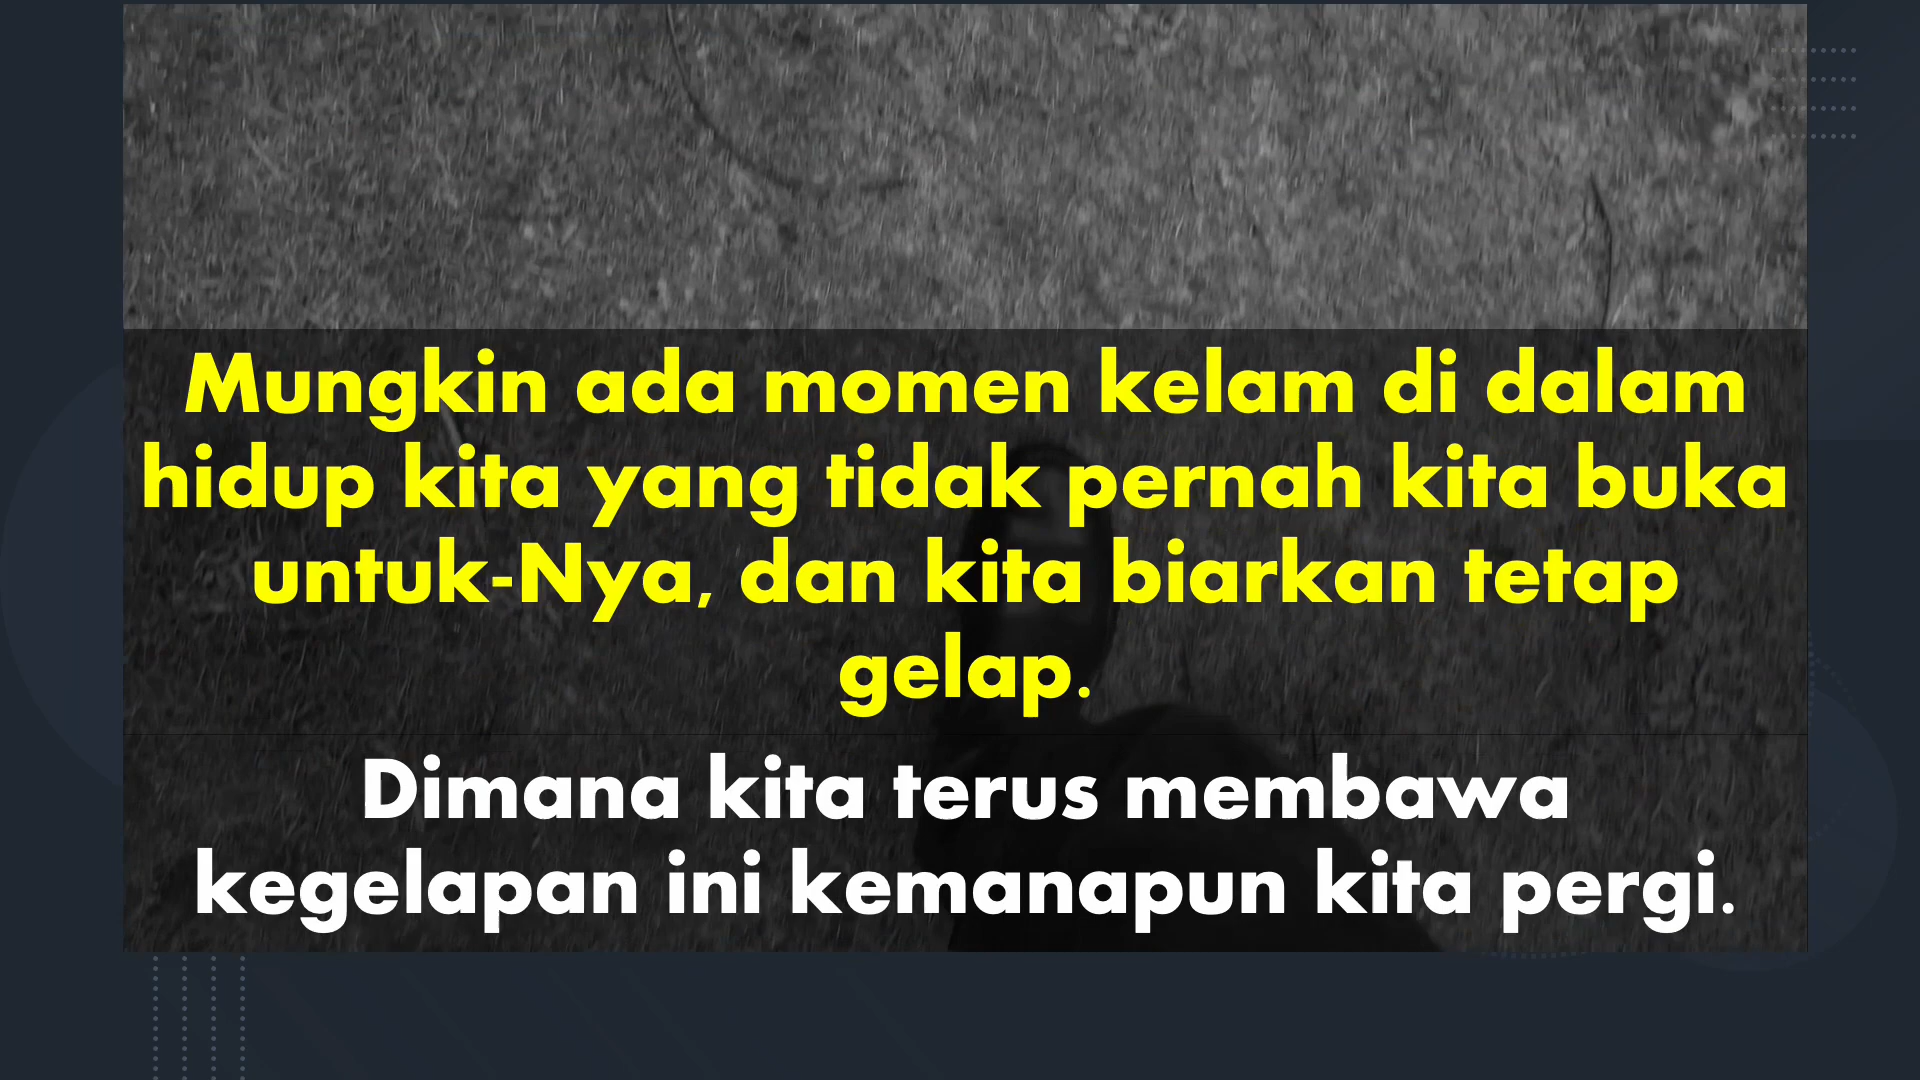 Mungkin ada momen kelam di dalam
hidup kita yang tidak pernah kita buka
untuk-Nya, dan kita biarkan tetap
gelap.
Dimana kita terus membawa
kegelapan ini kemanapun kita pergi.